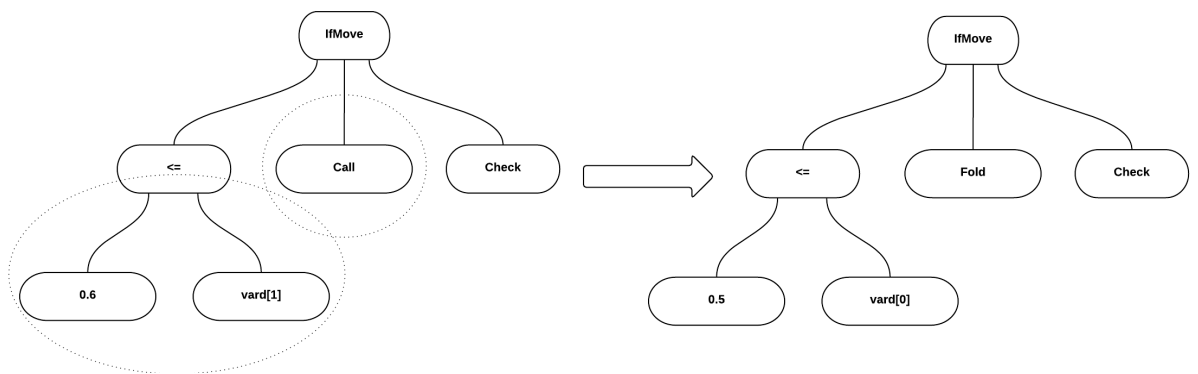 IfMove
<=
Call
Check
0.6
vard[1]
IfMove
<=
Fold
Check
0.5
vard[0]